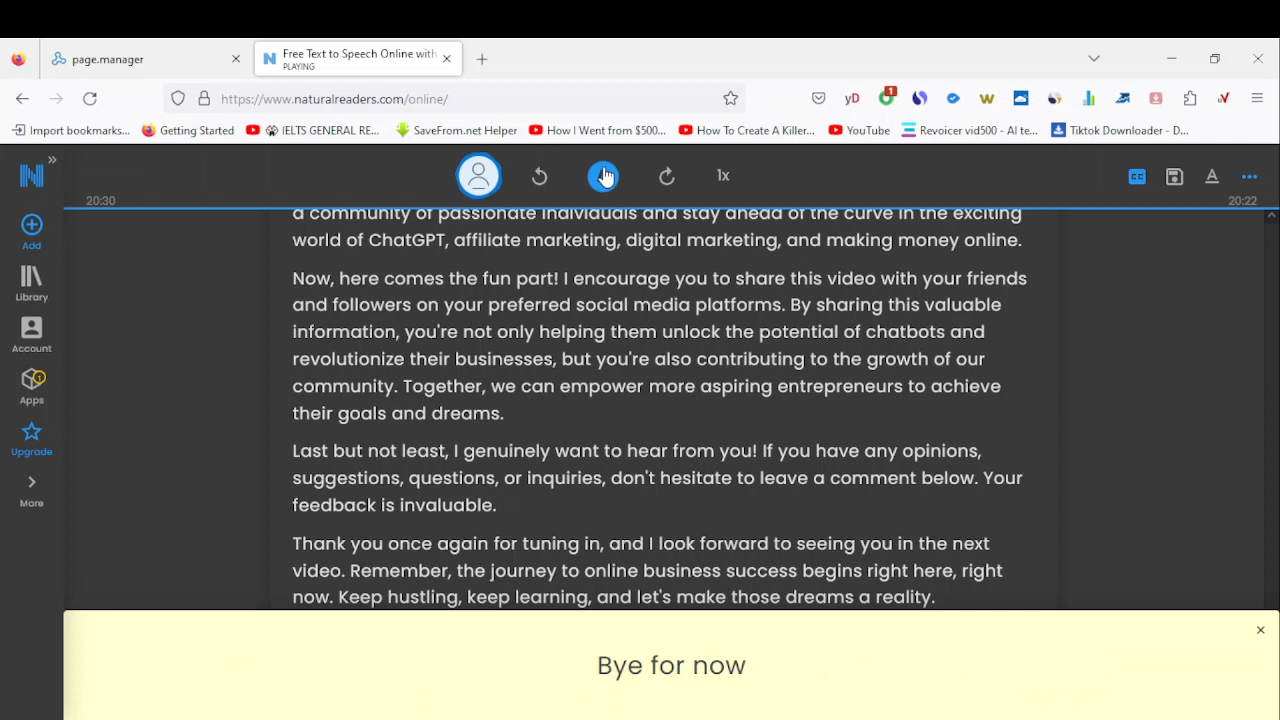 page.manager
Free Text to Speech Online with
PLAYING
https://www.naturalreaders.com/online/
yD
1
W
Import bookmarks...
Getting Started
IELTS GENERAL RE...
SaveFrom.net Helper
How I Went from $500...
How To Create A Killer...
YouTube
Revoicer vid500 - AI te...
Tiktok Downloader - D...
1x
CC
A
20:30
20:22
Add
Library
Account
1
Apps
Upgrade
More
a community of passionate individuals and stay ahead of the curve in the exciting
world of ChatGPT, affiliate marketing, digital marketing, and making money online.
Now, here comes the fun part! I encourage you to share this video with your friends
and followers on your preferred social media platforms. By sharing this valuable
information, you're not only helping them unlock the potential of chatbots and
revolutionize their businesses, but you're also contributing to the growth of our
community. Together, we can empower more aspiring entrepreneurs to achieve
their goals and dreams.
Last but not least, I genuinely want to hear from you! If you have any opinions,
suggestions, questions, or inquiries, don't hesitate to leave a comment below. Your
feedback is invaluable.
Thank you once again for tuning in, and I look forward to seeing you in the next
video. Remember, the journey to online business success begins right here, right
now. Keep hustling, keep learning, and let's make those dreams a reality.
Bye for now